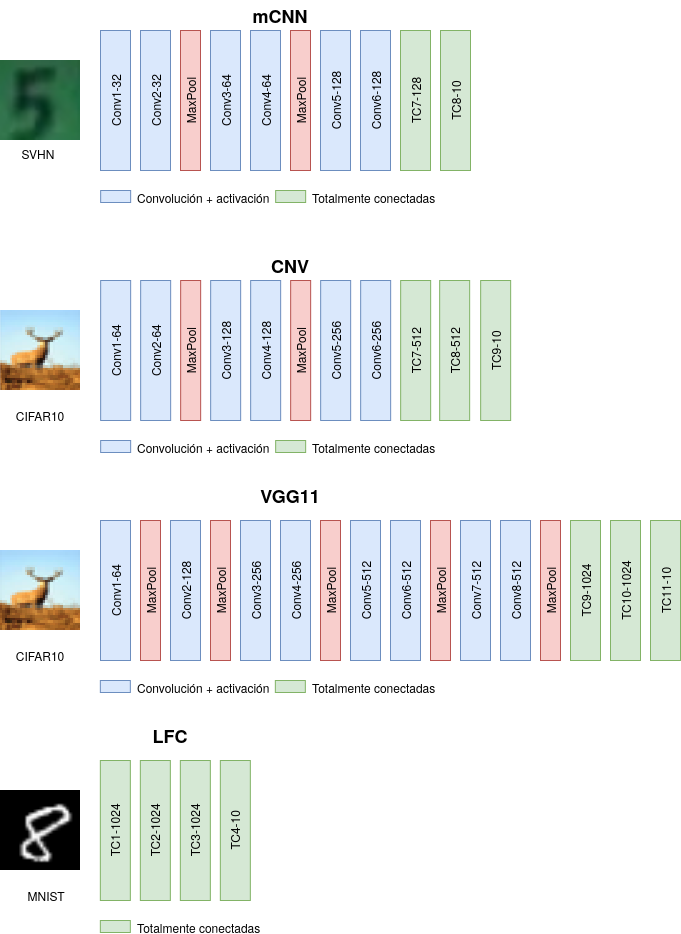 mCNN
Conv1-32
Conv2-32
MaxPool
Conv3-64
Conv4-64
MaxPool
Conv5-128
Conv6-128
TC7-128
TC8-10
SVHN
Convolución + activación
Totalmente conectadas
CNV
Conv1-64
Conv2-64
MaxPool
Conv3-128
Conv4-128
MaxPool
Conv5-256
Conv6-256
TC7-512
TC8-512
TC9-10
CIFAR10
Convolución + activación
Totalmente conectadas
VGG11
Conv1-64
MaxPool
Conv2-128
MaxPool
Conv3-256
Conv4-256
MaxPool
Conv5-512
Conv6-512
MaxPool
Conv7-512
Conv8-512
MaxPool
TC9-1024
TC10-1024
TC11-10
CIFAR10
Convolución + activación
Totalmente conectadas
LFC
TC1-1024
TC2-1024
TC3-1024
TC4-10
MNIST
Totalmente conectadas
5
8